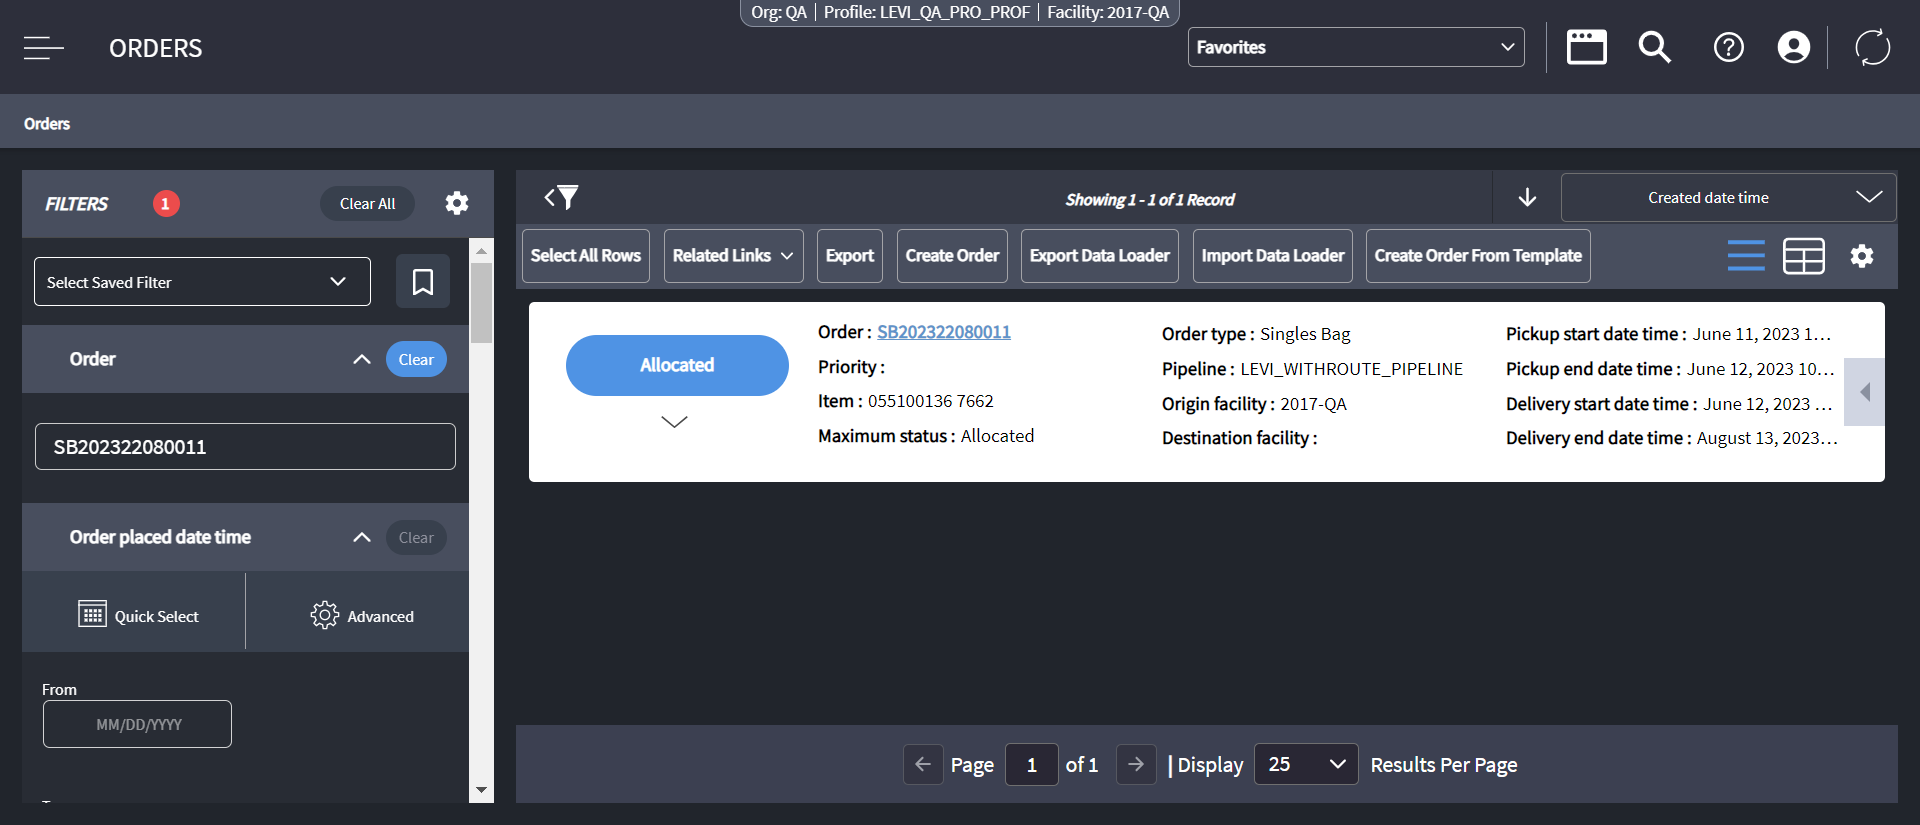 Org: QA | Profile: LEVI_QA_PRO_PROF | Facility: 2017-QA
ORDERS
Favorites
Orders
FILTERS 1 Clear All
Select Saved Filter
Order Clear
SB202322080011
Order placed date time Clear
Quick Select Advanced
From
MM/DD/YYYY
Showing 1 - 1 of 1 Record
Created date time
Select All Rows Related Links Export Create Order Export Data Loader Import Data Loader Create Order From Template
Allocated
Order : SB202322080011
Priority :
Item : 055100136 7662
Maximum status : Allocated
Order type : Singles Bag
Pipeline : LEVI_WITHROUTE_PIPELINE
Origin facility : 2017-QA
Destination facility :
Pickup start date time : June 11, 2023 1...
Pickup end date time : June 12, 2023 10...
Delivery start date time : June 12, 2023 ...
Delivery end date time : August 13, 2023...
Page 1 of 1 | Display 25 Results Per Page